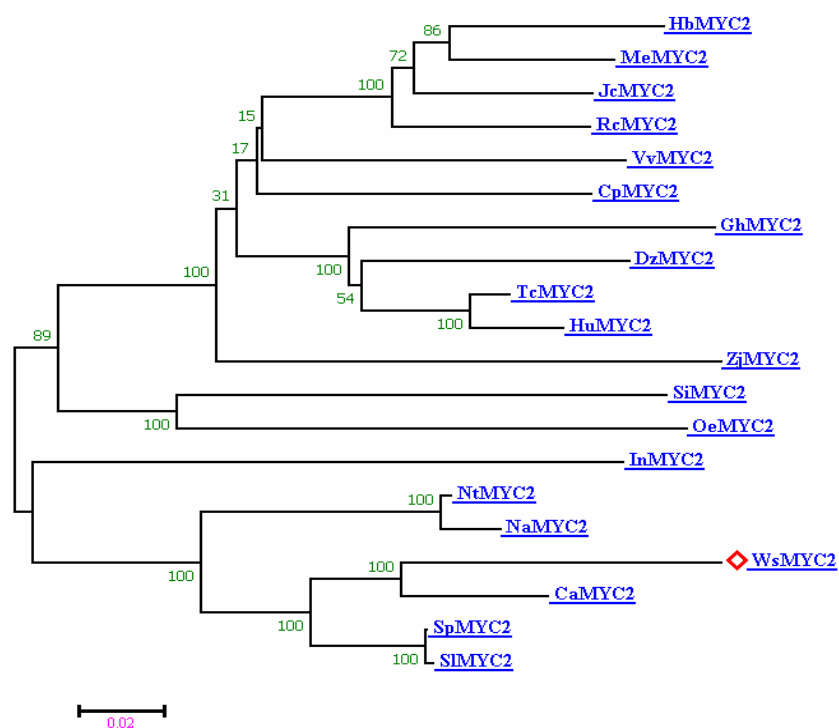 HbMYC2
86
MeMYC2
72
JcMYC2
100
RcMYC2
15
VvMYC2
17
CpMYC2
31
GhMYC2
100
DzMYC2
54
TcMYC2
100
HuMYC2
100
ZjMYC2
89
SiMYC2
100
OeMYC2
InMYC2
100
NtMYC2
NaMYC2
100
WsMYC2
100
CaMYC2
100
SpMYC2
100
SlMYC2
0.02